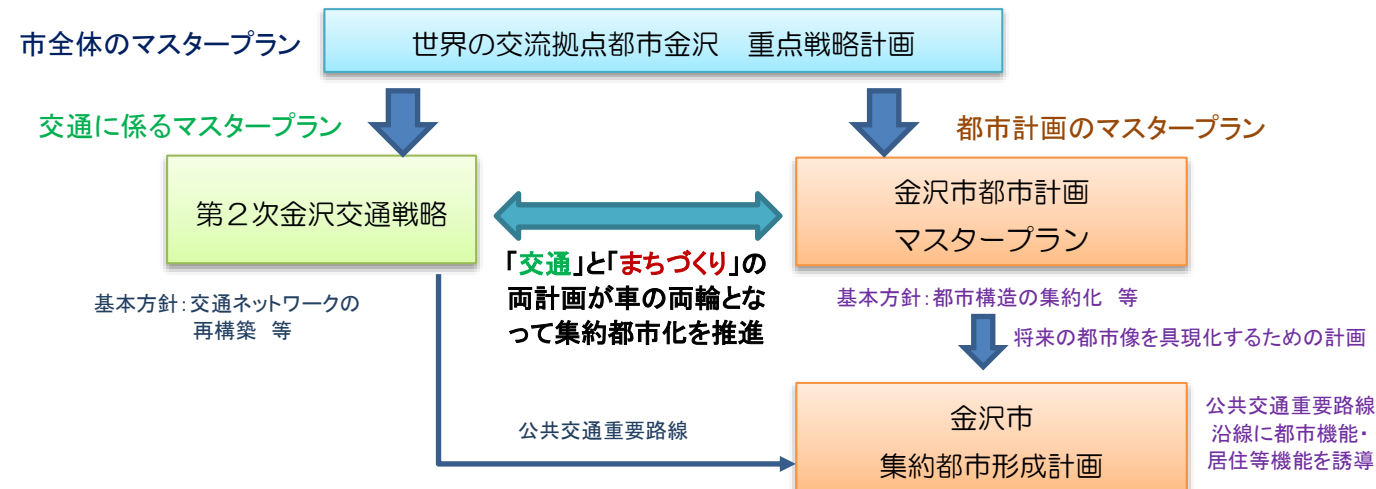 市全体のマスタープラン
世界の交流拠点都市金沢　重点戦略計画
交通に係るマスタープラン
都市計画のマスタープラン
第２次金沢交通戦略
金沢市都市計画
マスタープラン
「交通」と「まちづくり」の
両計画が車の両輪とな
って集約都市化を推進
基本方針：交通ネットワークの
再構築　等
基本方針：都市構造の集約化　等
将来の都市像を具現化するための計画
公共交通重要路線
金沢市
集約都市形成計画
公共交通重要路線
沿線に都市機能・
居住等機能を誘導